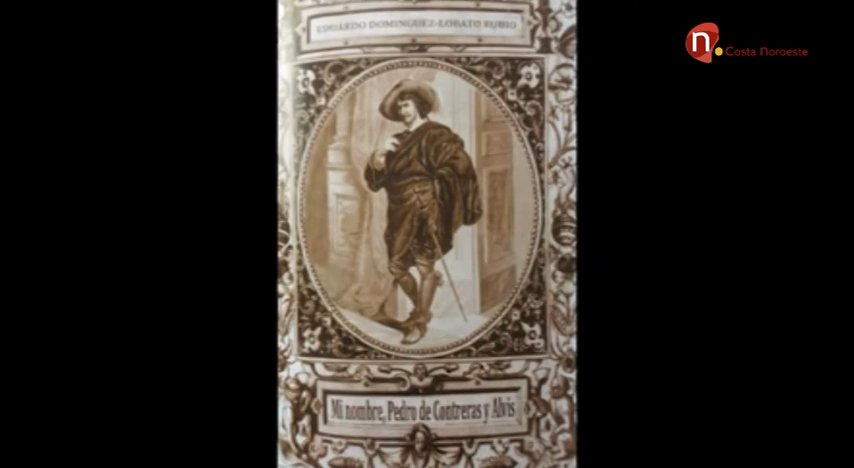 EDUARDO DOMINGUEZ-LOBATO RUBIO
n.
Costa Noroeste
Mi nombre, Pedro de Contreras y Alvis